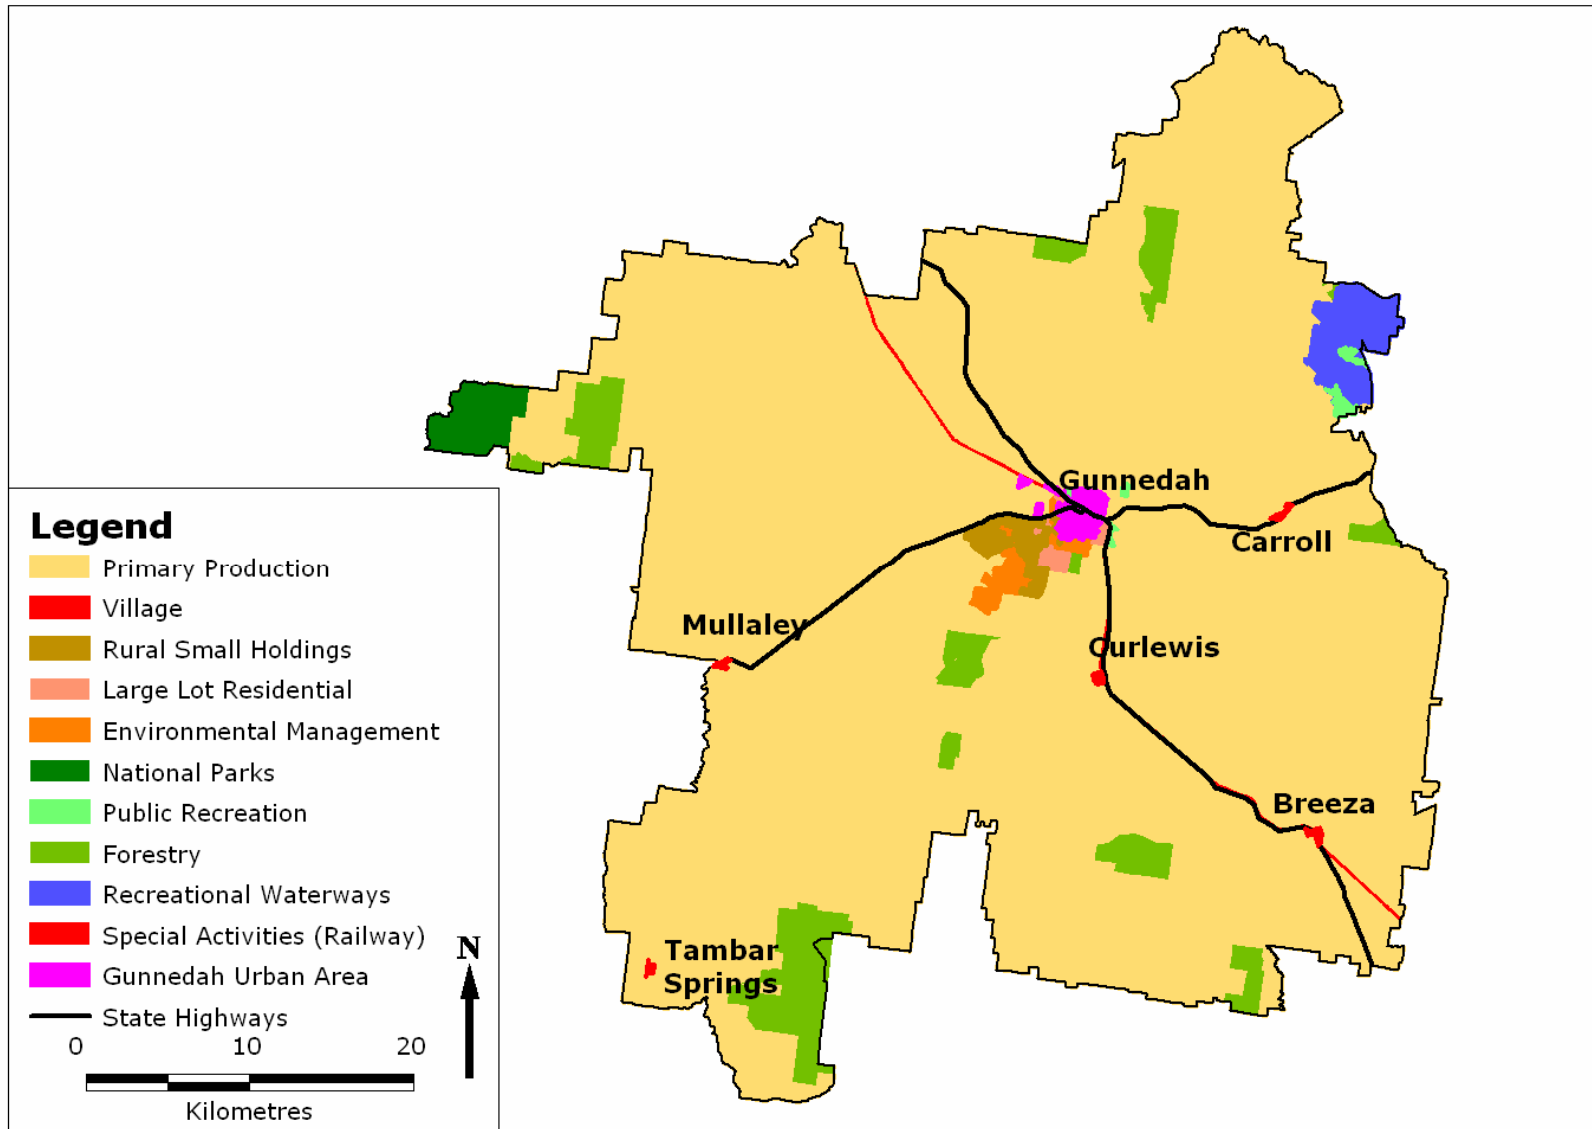 Gunnedah
Carroll
Mullaley
Curlewis
Breeza
Tambar
Springs
Legend
Primary Production
Village
Rural Small Holdings
Large Lot Residential
Environmental Management
National Parks
Public Recreation
Forestry
Recreational Waterways
Special Activities (Railway)
Gunnedah Urban Area
State Highways
N
0 10 20
Kilometres